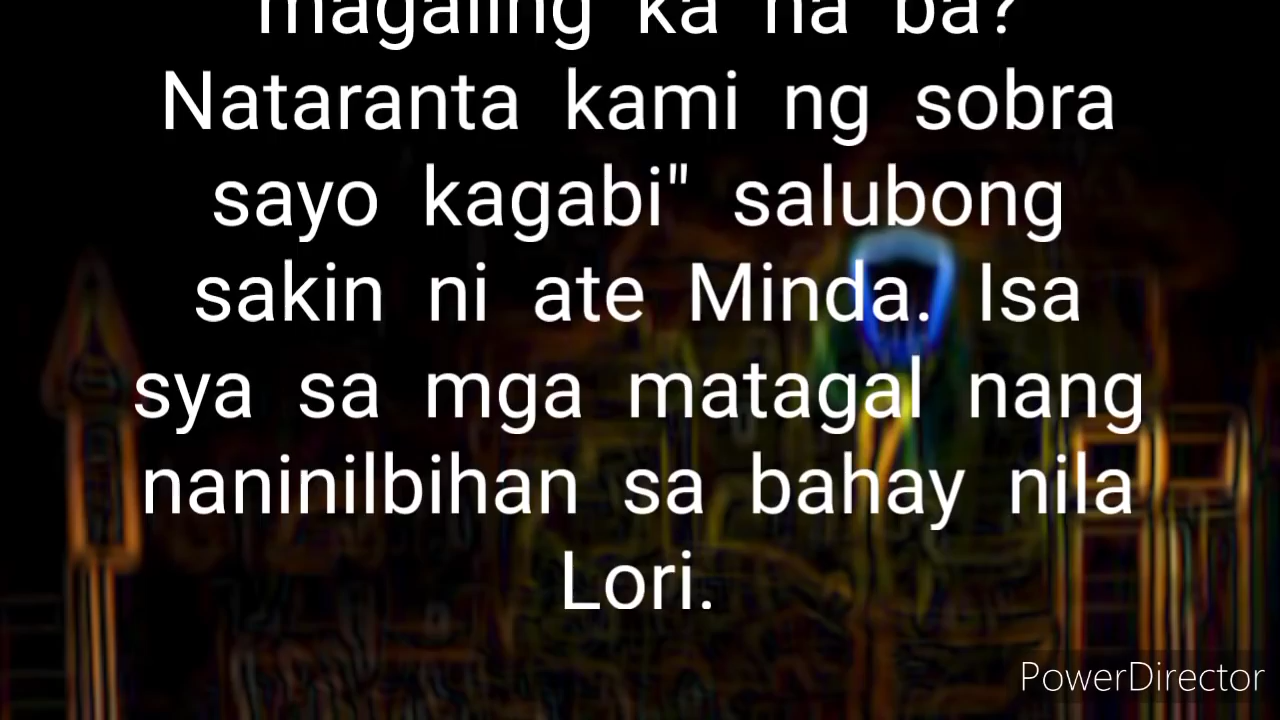 magaling ka na ba?
Nataranta kami ng sobra
sayo kagabi" salubong
sakin ni ate Minda. Isa
sya sa mga matagal nang
naninilbihan sa bahay nila
Lori.
PowerDirector